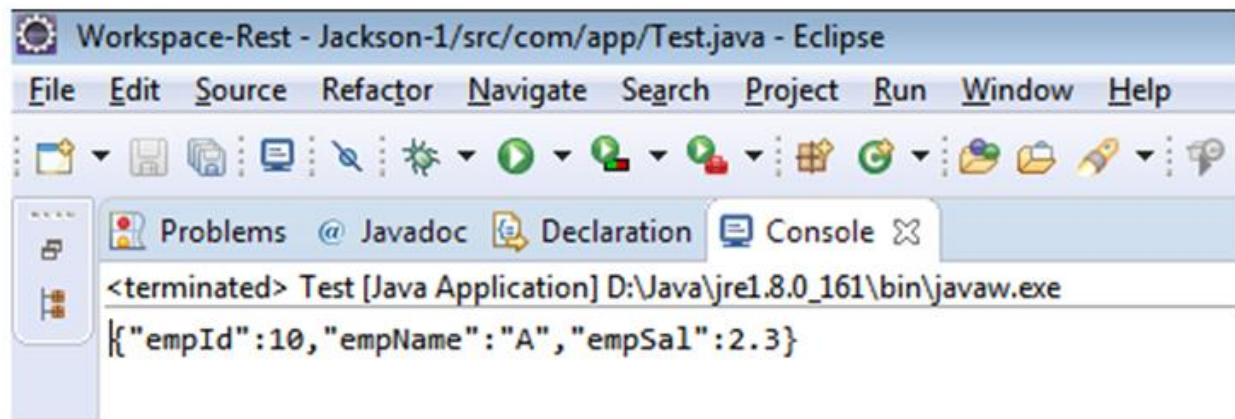 Workspace-Rest - Jackson-1/src/com/app/Test.java - Eclipse
File Edit Source Refactor Navigate Search Project Run Window Help
Problems @ Javadoc Declaration Console
<terminated> Test [Java Application] D:\Java\jre1.8.0_161\bin\javaw.exe
{"empId":10,"empName":"A","empSal":2.3}